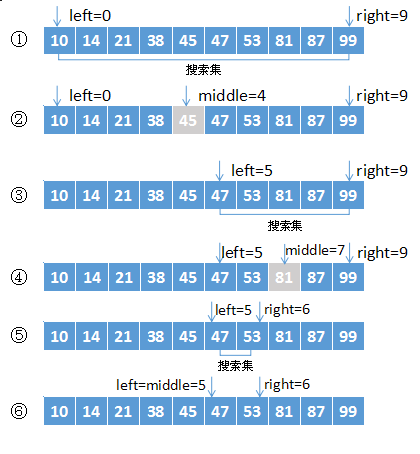 left=0 right=9
① 10 14 21 38 45 47 53 81 87 99
搜索集
left=0 middle=4 right=9
② 10 14 21 38 45 47 53 81 87 99
left=5 right=9
③ 10 14 21 38 45 47 53 81 87 99
搜索集
left=5 middle=7 right=9
④ 10 14 21 38 45 47 53 81 87 99
left=5 right=6
⑤ 10 14 21 38 45 47 53 81 87 99
搜索集
left=middle=5 right=6
⑥ 10 14 21 38 45 47 53 81 87 99